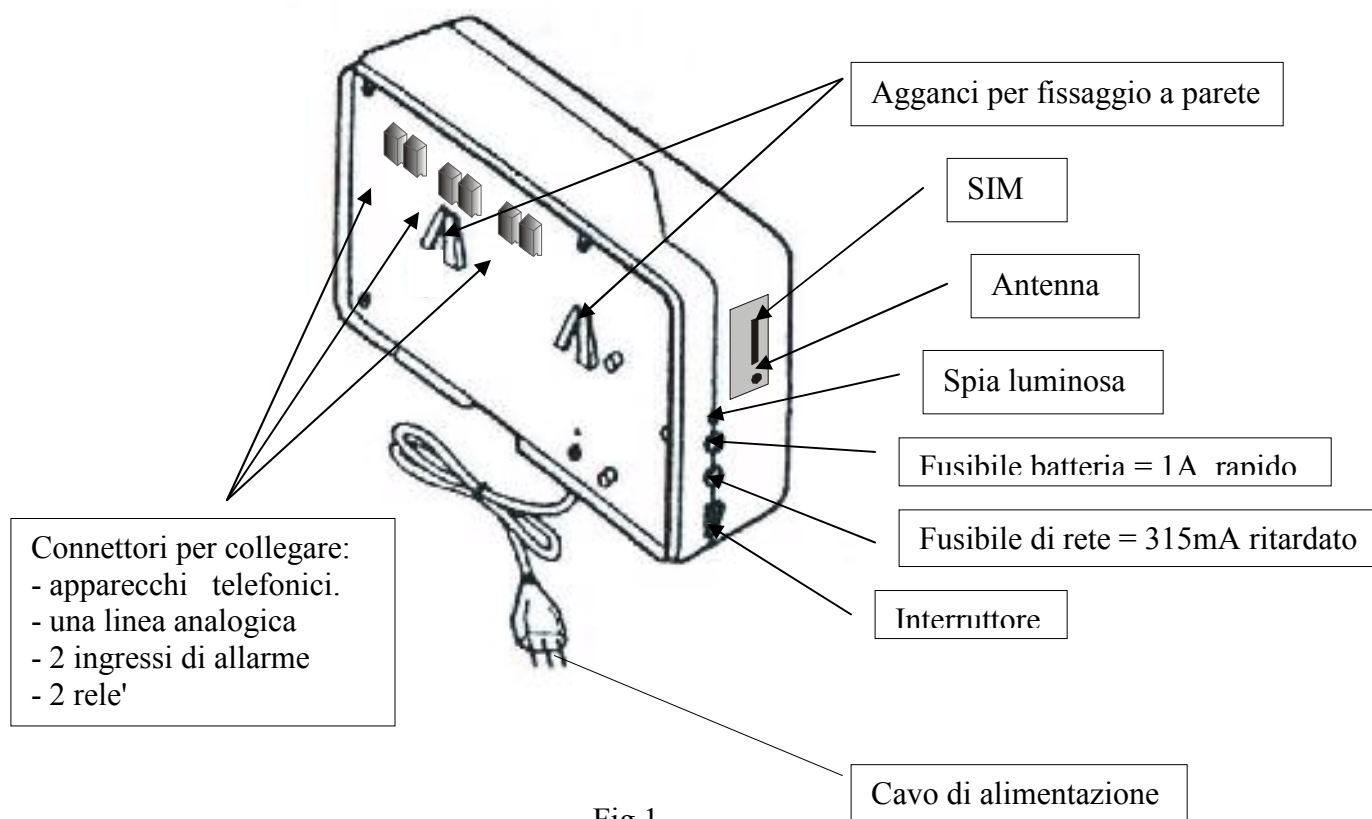 Agganci per fissaggio a parete
SIM
Antenna
Spia luminosa
Fusibile batteria = 1A  rapido
Fusibile di rete = 315mA ritardato
Interruttore
Connettori per collegare:
- apparecchi   telefonici.
- una linea analogica
- 2 ingressi di allarme
- 2 rele'
Cavo di alimentazione
Fig 1